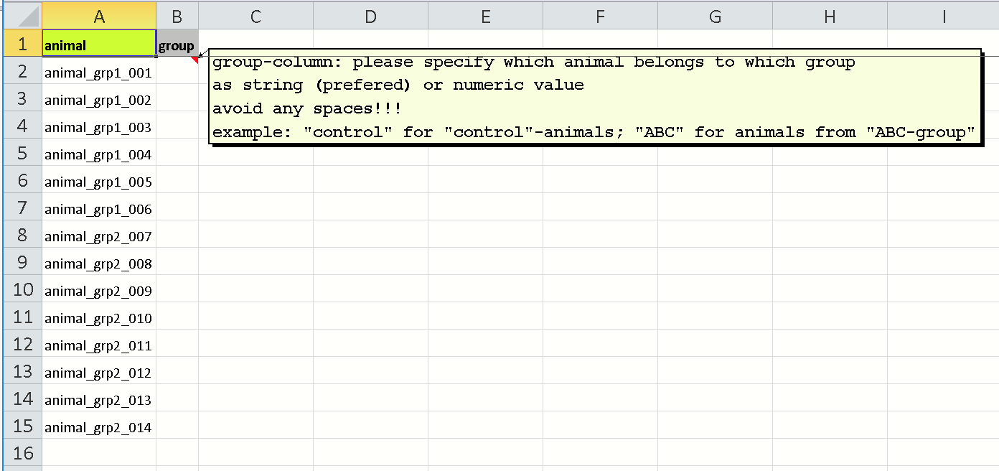 A B C D E F G H I
1 animal group
2 animal_grp1_001
3 animal_grp1_002
4 animal_grp1_003
5 animal_grp1_004
6 animal_grp1_005
7 animal_grp1_006
8 animal_grp2_007
9 animal_grp2_008
10 animal_grp2_009
11 animal_grp2_010
12 animal_grp2_011
13 animal_grp2_012
14 animal_grp2_013
15 animal_grp2_014
16
group-column: please specify which animal belongs to which group
as string (prefered) or numeric value
avoid any spaces!!!
example: "control" for "control"-animals; "ABC" for animals from "ABC-group"